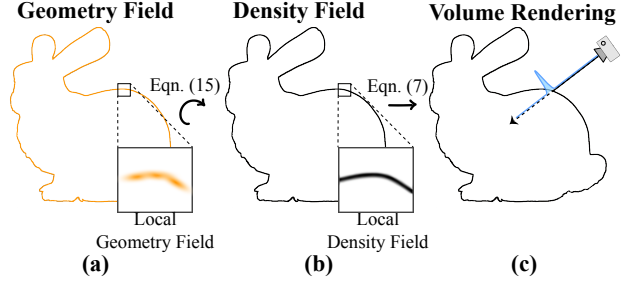 Geometry Field
Density Field
Volume Rendering
Eqn. (15)
Eqn. (7)
Local
Geometry Field
Local
Density Field
(a)
(b)
(c)